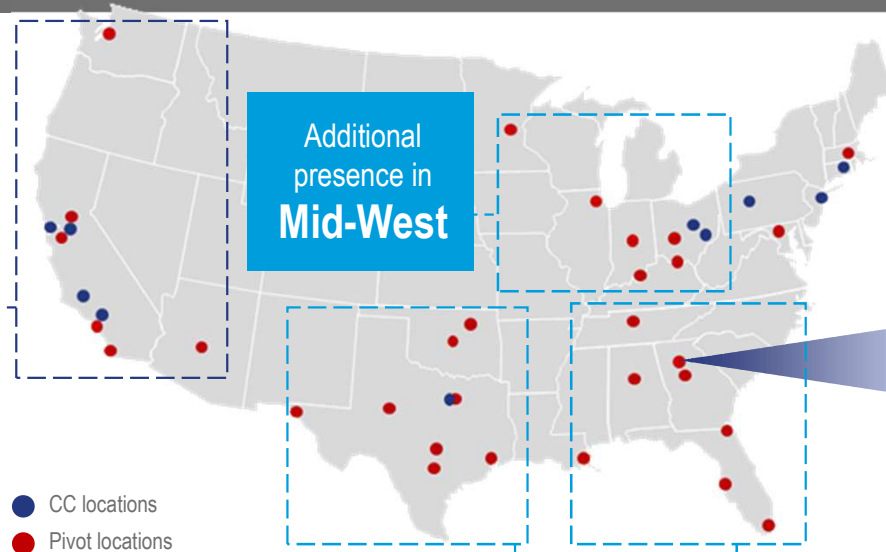 Additional
presence in
Mid-West
CC locations
Pivot locations